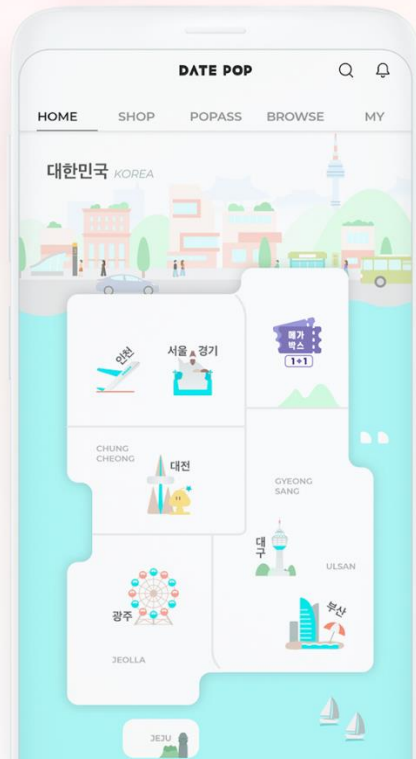 DATE POP
HOME SHOP POPASS BROWSE MY
대한민국 KOREA
메가
박스
1+1
인천
서울 경기
CHUNG
CHEONG
대전
GYEONG
SANG
대
구
ULSAN
부산
광주
JEOLLA
JEJU